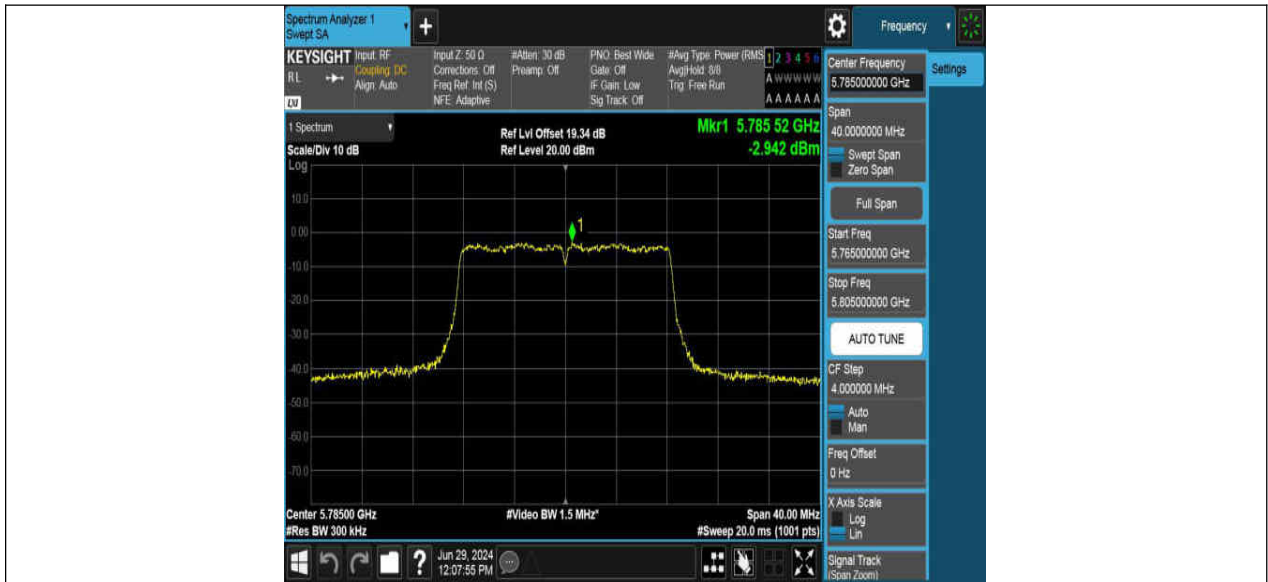 Spectrum Analyzer 1
Swept SA
+
Frequency
KEYSIGHT
RL
LXI
Input: RF
Coupling: DC
Align: Auto
Input Z: 50 Ω
Corrections: Off
Freq Ref: Int (S)
NFE: Adaptive
#Atten: 30 dB
Preamp: Off
PNO: Best Wide
Gate: Off
IF Gain: Low
Sig Track: Off
#Avg Type: Power (RMS
Avg|Hold: 8/8
Trig: Free Run
1 2 3 4 5 6
A W W W W W
A A A A A A
1 Spectrum
Scale/Div 10 dB
Log
Ref Lvl Offset 19.34 dB
Ref Level 20.00 dBm
Mkr1 5.785 52 GHz
-2.942 dBm
10.0
0.00
-10.0
-20.0
-30.0
-40.0
-50.0
-60.0
-70.0
1
Center 5.78500 GHz
#Res BW 300 kHz
#Video BW 1.5 MHz*
Span 40.00 MHz
#Sweep 20.0 ms (1001 pts)
?
Jun 29, 2024
12:07:55 PM
Settings
Center Frequency
5.785000000 GHz
Span
40.0000000 MHz
Swept Span
Zero Span
Full Span
Start Freq
5.765000000 GHz
Stop Freq
5.805000000 GHz
AUTO TUNE
CF Step
4.000000 MHz
Auto
Man
Freq Offset
0 Hz
X Axis Scale
Log
Lin
Signal Track
(Span Zoom)